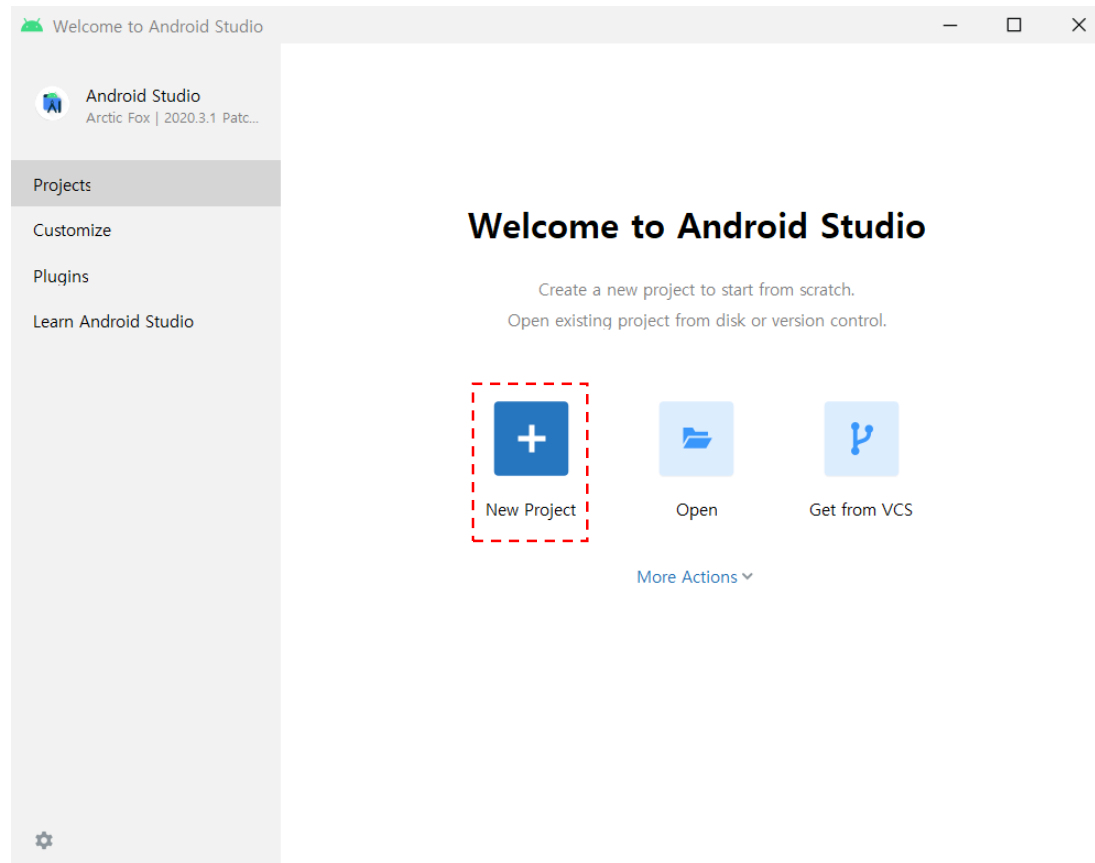 Welcome to Android Studio
Android Studio
Arctic Fox | 2020.3.1 Patc...
Projects
Customize
Plugins
Learn Android Studio
Welcome to Android Studio
Create a new project to start from scratch.
Open existing project from disk or version control.
New Project
Open
Get from VCS
More Actions